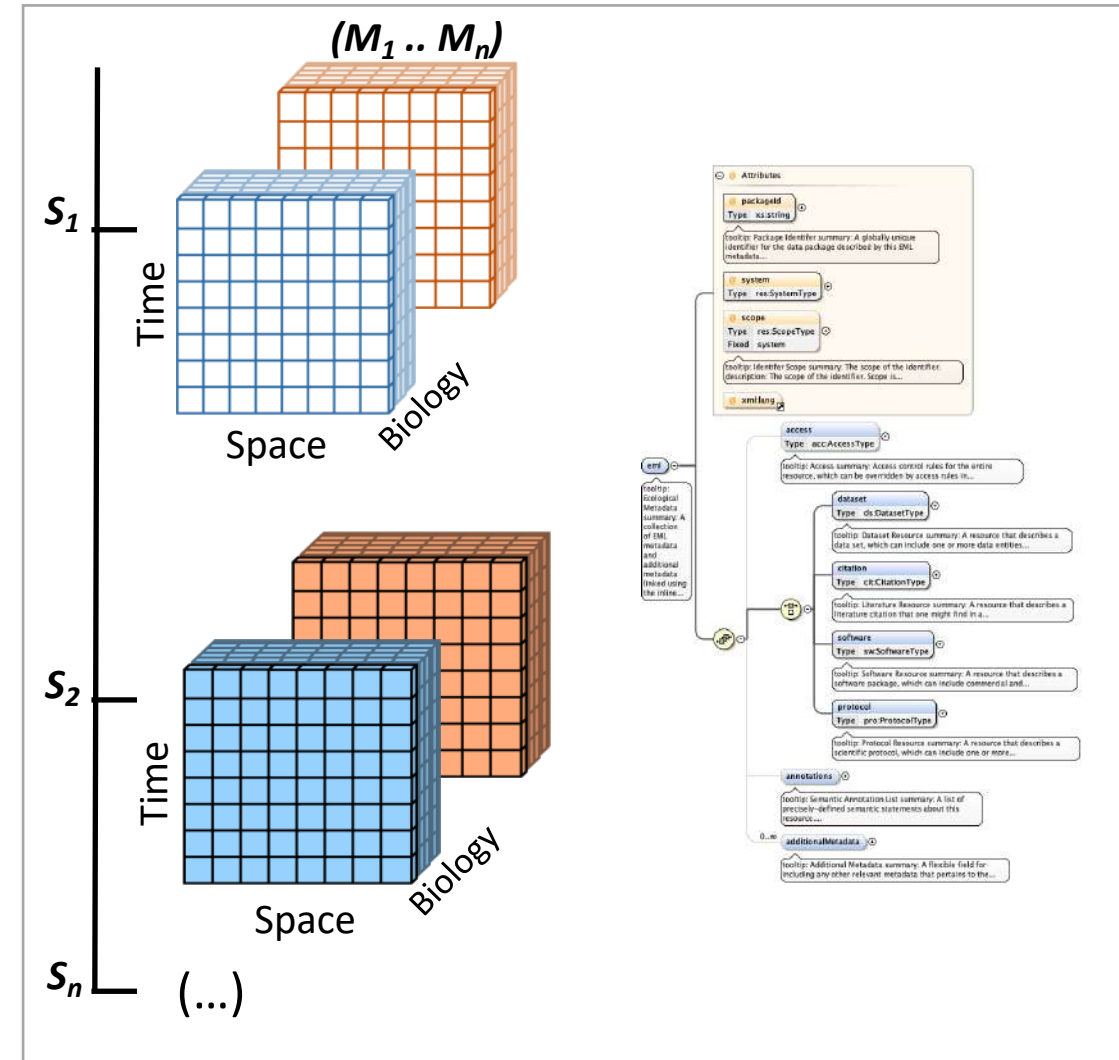 (M1 .. Mn)
S1
Time
Space
Biology
S2
Time
Space
Biology
Sn
(...)
Attributes
packageId
Type xs:string
tooltip: Package Identifer summary: A globally unique
identifier for the data package described by this EML
metadata...
system
Type res:SystemType
scope
Type res:ScopeType
Fixed system
tooltip: Identifer Scope summary: The scope of the identifier.
description: The scope of the identifier. Scope is...
xml:lang
eml
tooltip:
Ecological
Metadata
summary: A
collection
of EML
metadata
and
additional
metadata
linked using
the inline...
access
Type acc:AccessType
tooltip: Access summary: Access control rules for the entire
resource, which can be overridden by access rules in...
dataset
Type ds:DatasetType
tooltip: Dataset Resource summary: A resource that describes a
data set, which can include one or more data entities...
citation
Type cit:CitationType
tooltip: Literature Resource summary: A resource that describes a
literature citation that one might find in a...
software
Type sw:SoftwareType
tooltip: Software Resource summary: A resource that describes a
software package, which can include commercial and...
protocol
Type pro:ProtocolType
tooltip: Protocol Resource summary: A resource that describes a
scientific protocol, which can include one or more...
annotations
tooltip: Semantic Annotation List summary: A list of
precisely-defined semantic statements about this
resource....
0..∞
additionalMetadata
tooltip: Additional Metadata summary: A flexible field for
including any other relevant metadata that pertains to the...